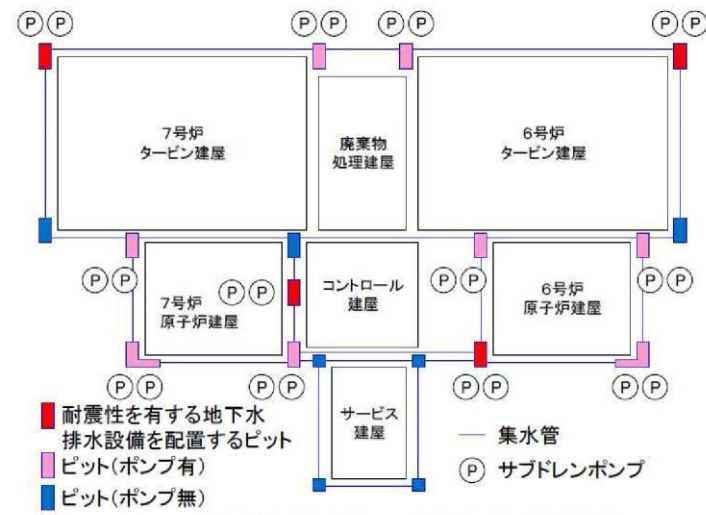 P P P P P P P P
7号炉
タービン建屋
廃棄物
処理建屋
6号炉
タービン建屋
P P P P P P P P
7号炉
原子炉建屋
コントロール
建屋
6号炉
原子炉建屋
P P P P P P P P
サービス
建屋
耐震性を有する地下水
排水設備を配置するピット
ピット(ポンプ有)
ピット(ポンプ無)
集水管
P サブドレンポンプ